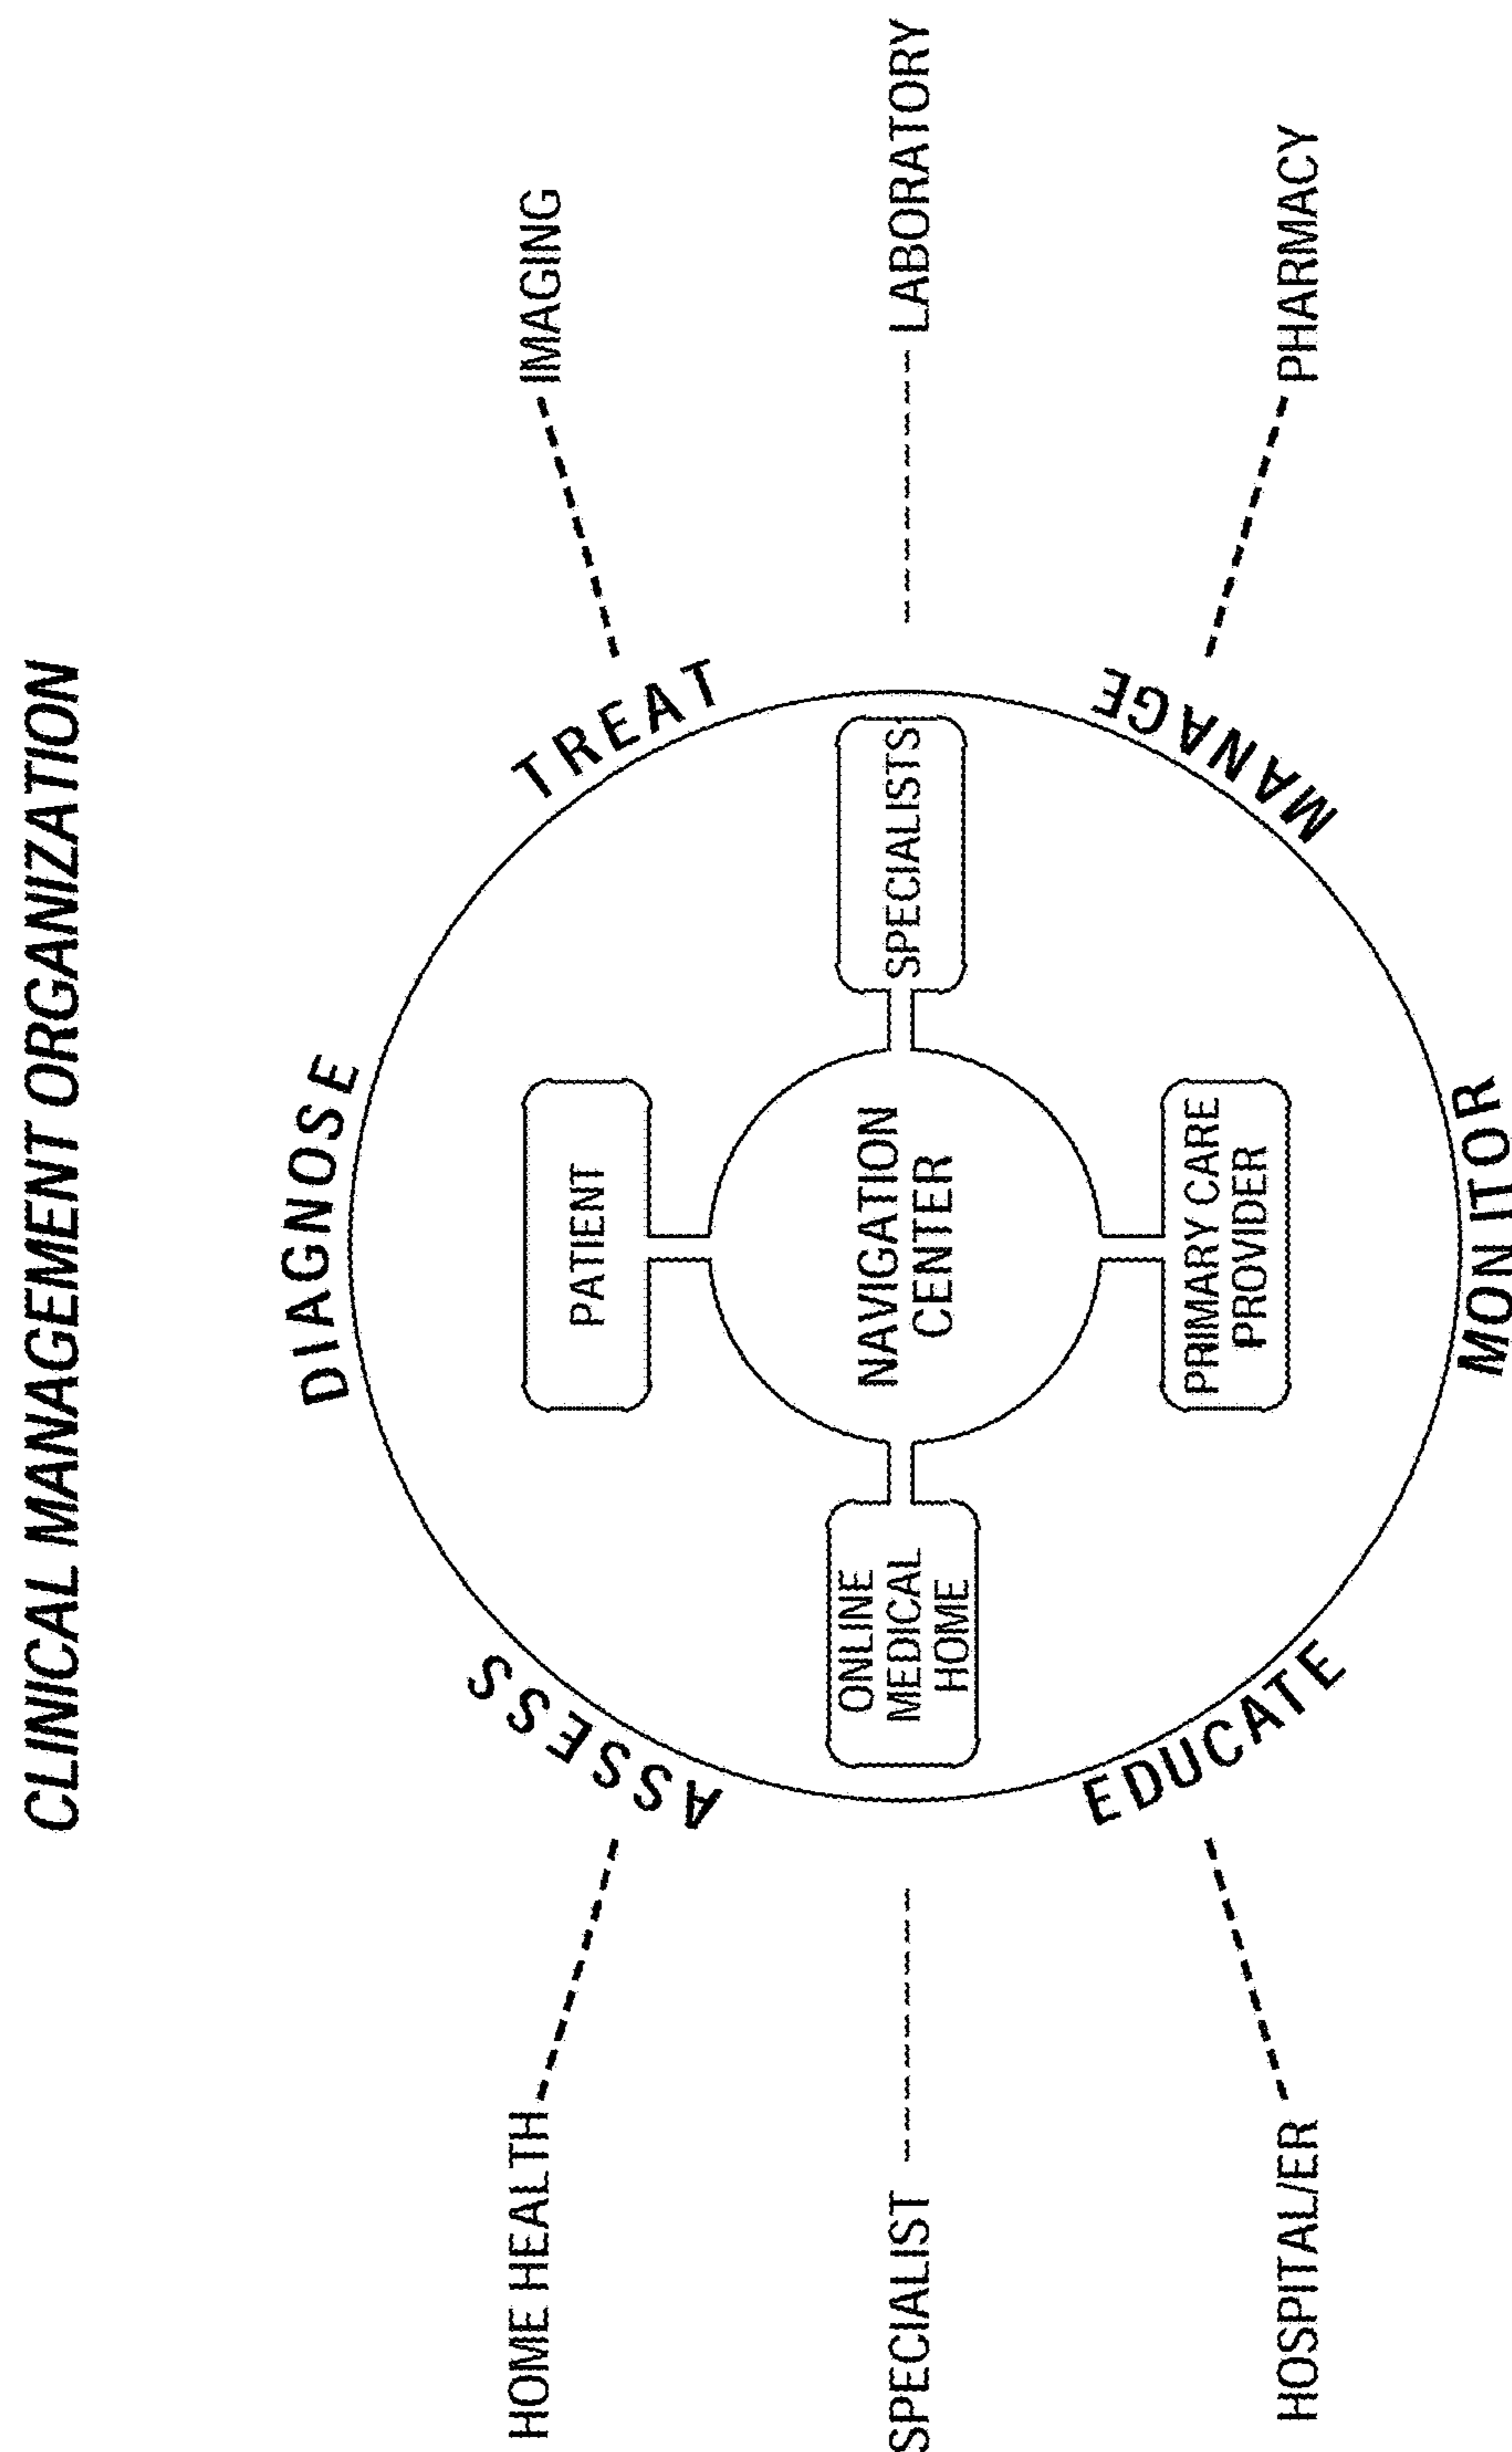 CLINICAL MANAGEMENT ORGANIZATION
DIAGNOSE
ASSESS
TREAT
HOME HEALTH
IMAGING
PATIENT
SPECIALIST
ONLINE
MEDICAL
HOME
NAVIGATION
CENTER
SPECIALISTS
LABORATORY
PRIMARY CARE
PROVIDER
HOSPITAL/ER
PHARMACY
EDUCATE
MANAGE
MONITOR